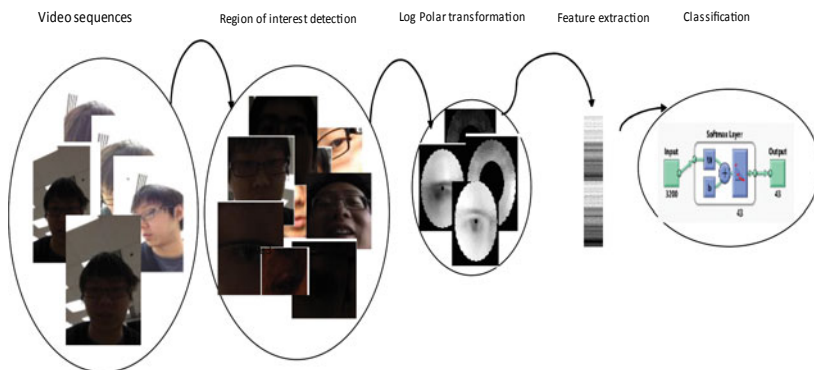 Video sequences
Region of interest detection
Log Polar transformation
Feature extraction
Classification
Softmax Layer
Input
Output
W
b
+
3200
43
43